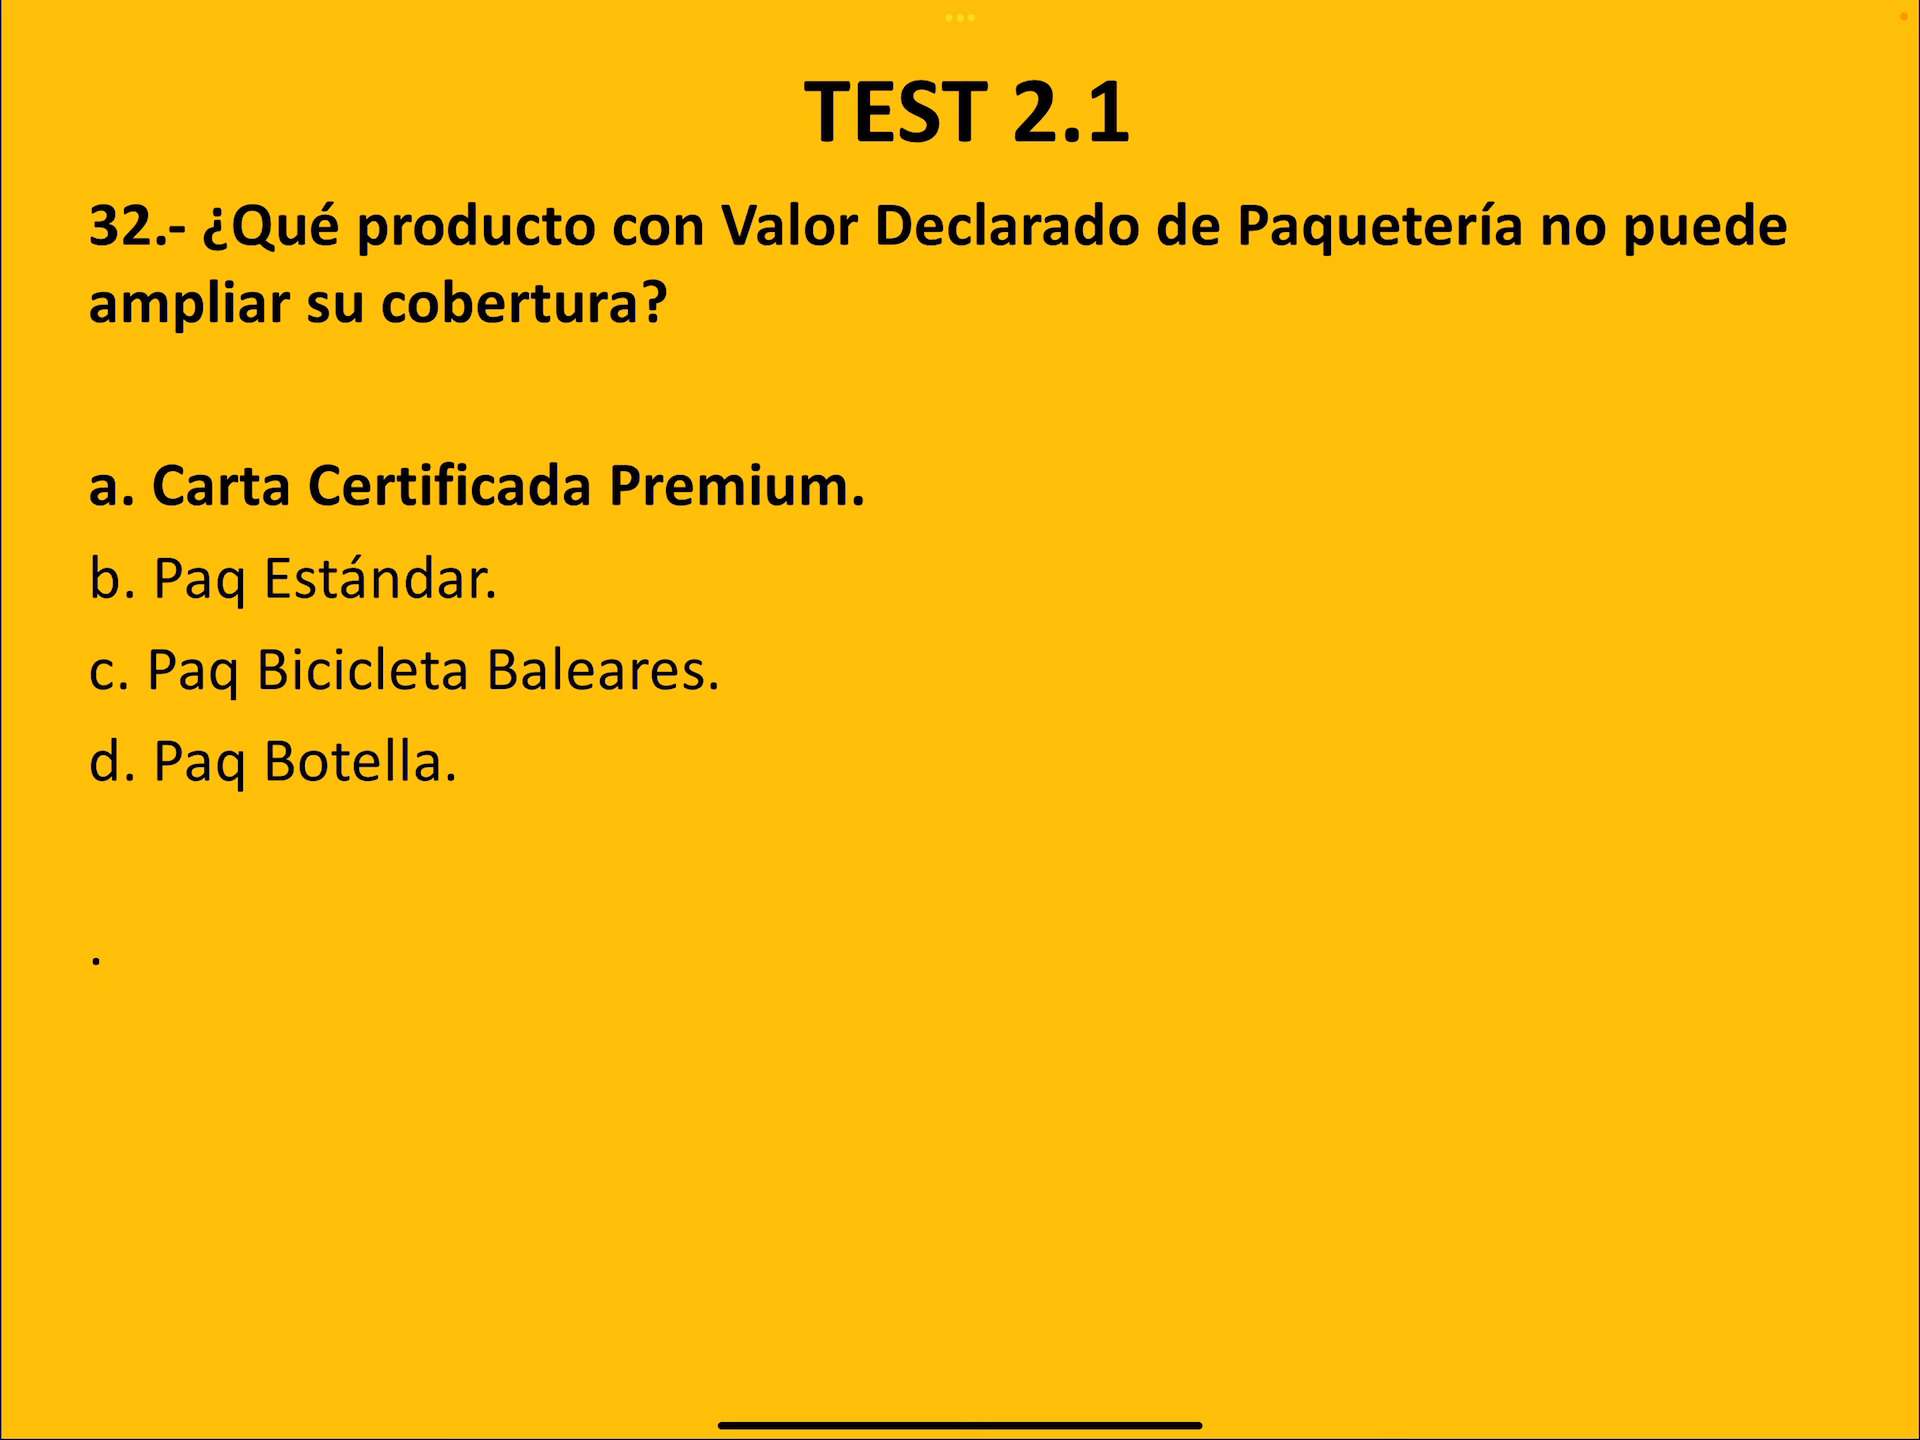 TEST 2.1
32.- ¿Qué producto con Valor Declarado de Paquetería no puede
ampliar su cobertura?
a. Carta Certificada Premium.
b. Paq Estándar.
c. Paq Bicicleta Baleares.
d. Paq Botella.
.